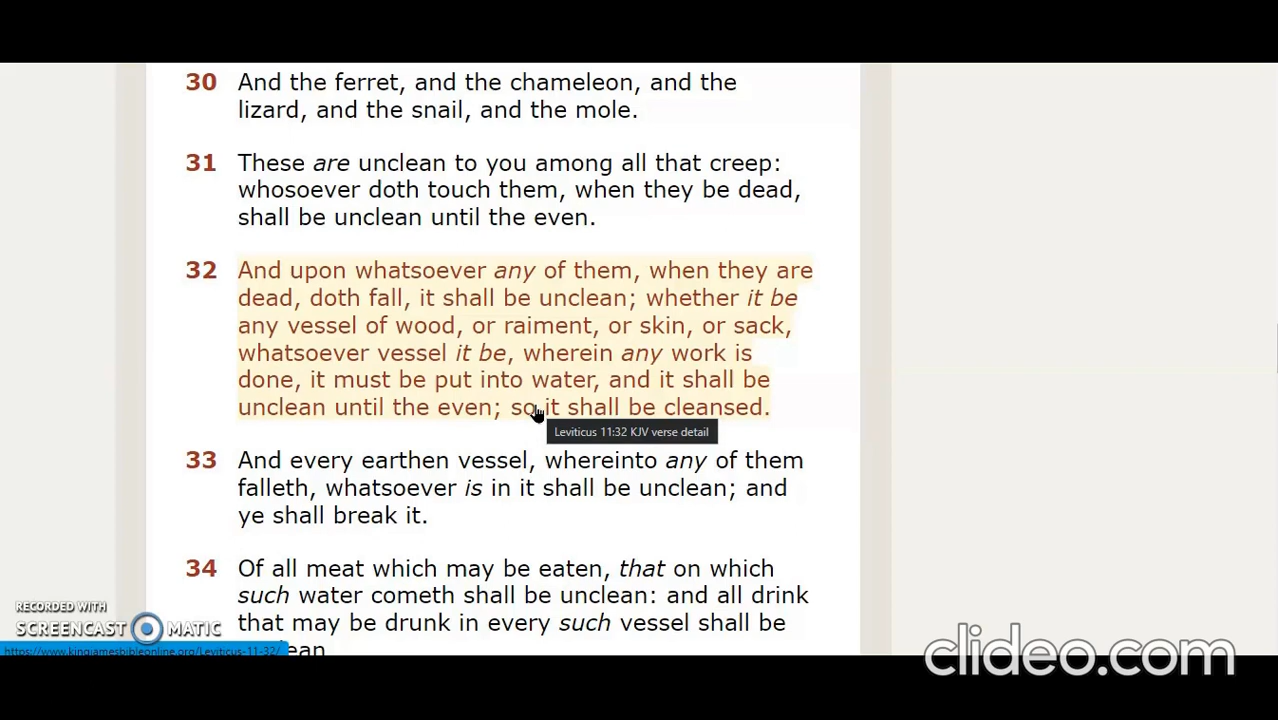 30 And the ferret, and the chameleon, and the
lizard, and the snail, and the mole.
31 These are unclean to you among all that creep:
whosoever doth touch them, when they be dead,
shall be unclean until the even.
32 And upon whatsoever any of them, when they are
dead, doth fall, it shall be unclean; whether it be
any vessel of wood, or raiment, or skin, or sack,
whatsoever vessel it be, wherein any work is
done, it must be put into water, and it shall be
unclean until the even; so it shall be cleansed.
Leviticus 11:32 KJV verse detail
33 And every earthen vessel, whereinto any of them
falleth, whatsoever is in it shall be unclean; and
ye shall break it.
34 Of all meat which may be eaten, that on which
such water cometh shall be unclean: and all drink
that may be drunk in every such vessel shall be
RECORDED WITH
SCREENCAST MATIC
https://www.kingjamesbibleonline.org/Leviticus-11-32/
clideo.com